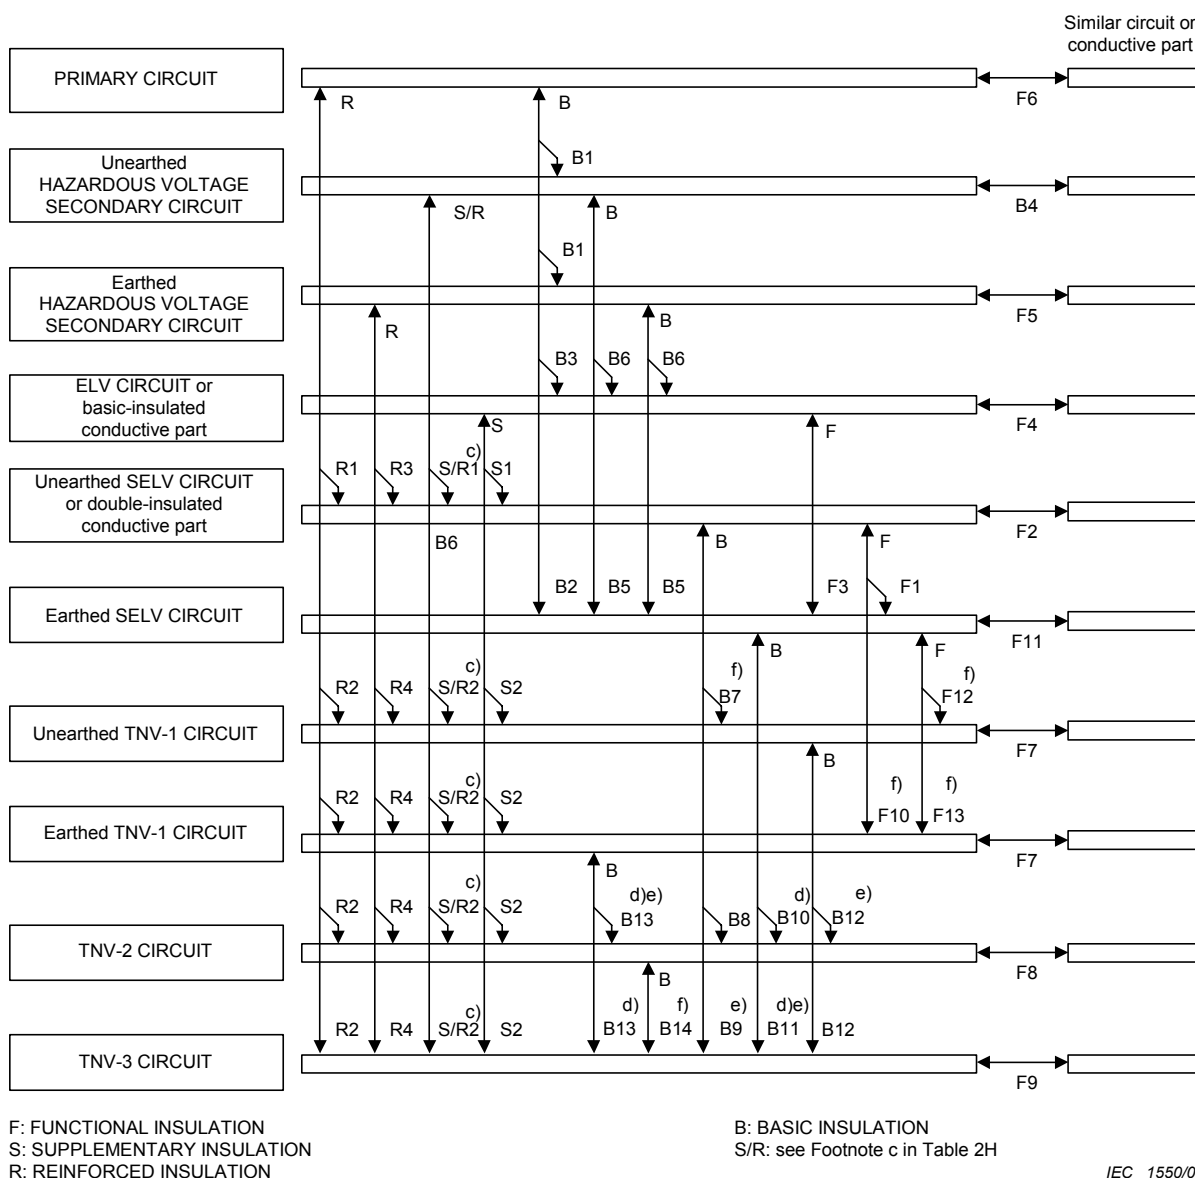 Similar circuit or
conductive part
PRIMARY CIRCUIT
R
B
F6
B1
Unearthed
HAZARDOUS VOLTAGE
SECONDARY CIRCUIT
S/R
B
B4
B1
Earthed
HAZARDOUS VOLTAGE
SECONDARY CIRCUIT
R
B
F5
B3
B6
B6
ELV CIRCUIT or
basic-insulated
conductive part
S
F
F4
c)
R1
R3
S/R1
S1
Unearthed SELV CIRCUIT
or double-insulated
conductive part
B6
B
F
F2
B2
B5
B5
F3
F1
Earthed SELV CIRCUIT
B
F
F11
c)
f)
f)
R2
R4
S/R2
S2
B7
F12
Unearthed TNV-1 CIRCUIT
B
F7
c)
f)
f)
R2
R4
S/R2
S2
F10
F13
Earthed TNV-1 CIRCUIT
B
F7
c)
d)e)
d)
e)
R2
R4
S/R2
S2
B13
B8
B10
B12
TNV-2 CIRCUIT
B
F8
c)
d)
f)
e)
d)e)
R2
R4
S/R2
S2
B13
B14
B9
B11
B12
TNV-3 CIRCUIT
F9
F: FUNCTIONAL INSULATION
B: BASIC INSULATION
S: SUPPLEMENTARY INSULATION
S/R: see Footnote c in Table 2H
R: REINFORCED INSULATION
IEC 1550/0